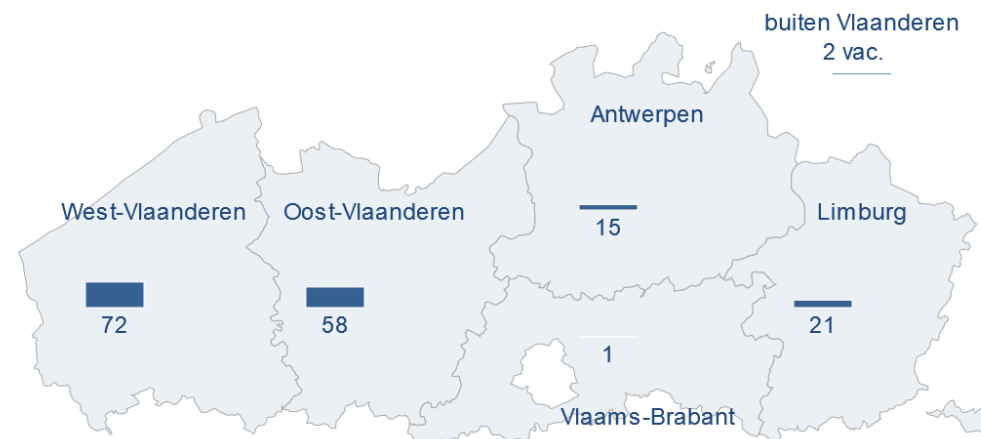 buiten Vlaanderen
2 vac.
Antwerpen
West-Vlaanderen
Oost-Vlaanderen
Limburg
15
72
58
21
1
Vlaams-Brabant